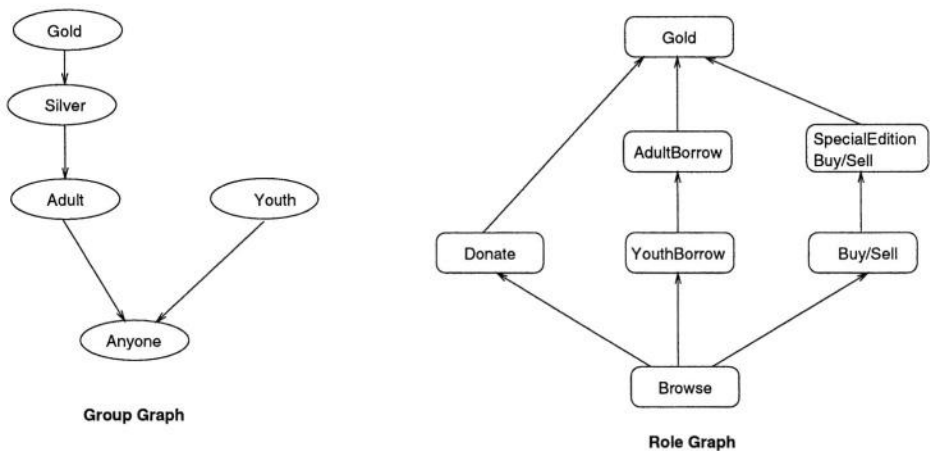 Gold
Silver
Adult
Youth
Anyone
Group Graph
Gold
AdultBorrow
SpecialEdition
Buy/Sell
Donate
YouthBorrow
Buy/Sell
Browse
Role Graph